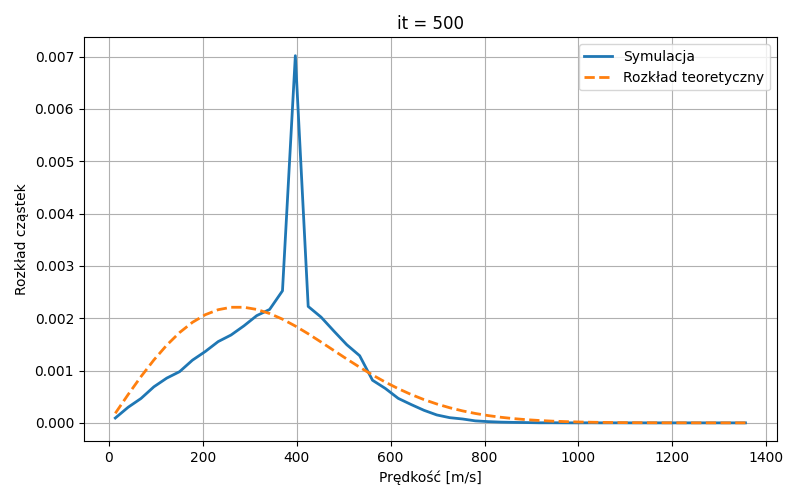 it = 500
Symulacja
Rozkład teoretyczny
Rozkład cząstek
0.007
0.006
0.005
0.004
0.003
0.002
0.001
0.000
0 200 400 600 800 1000 1200 1400
Prędkość [m/s]